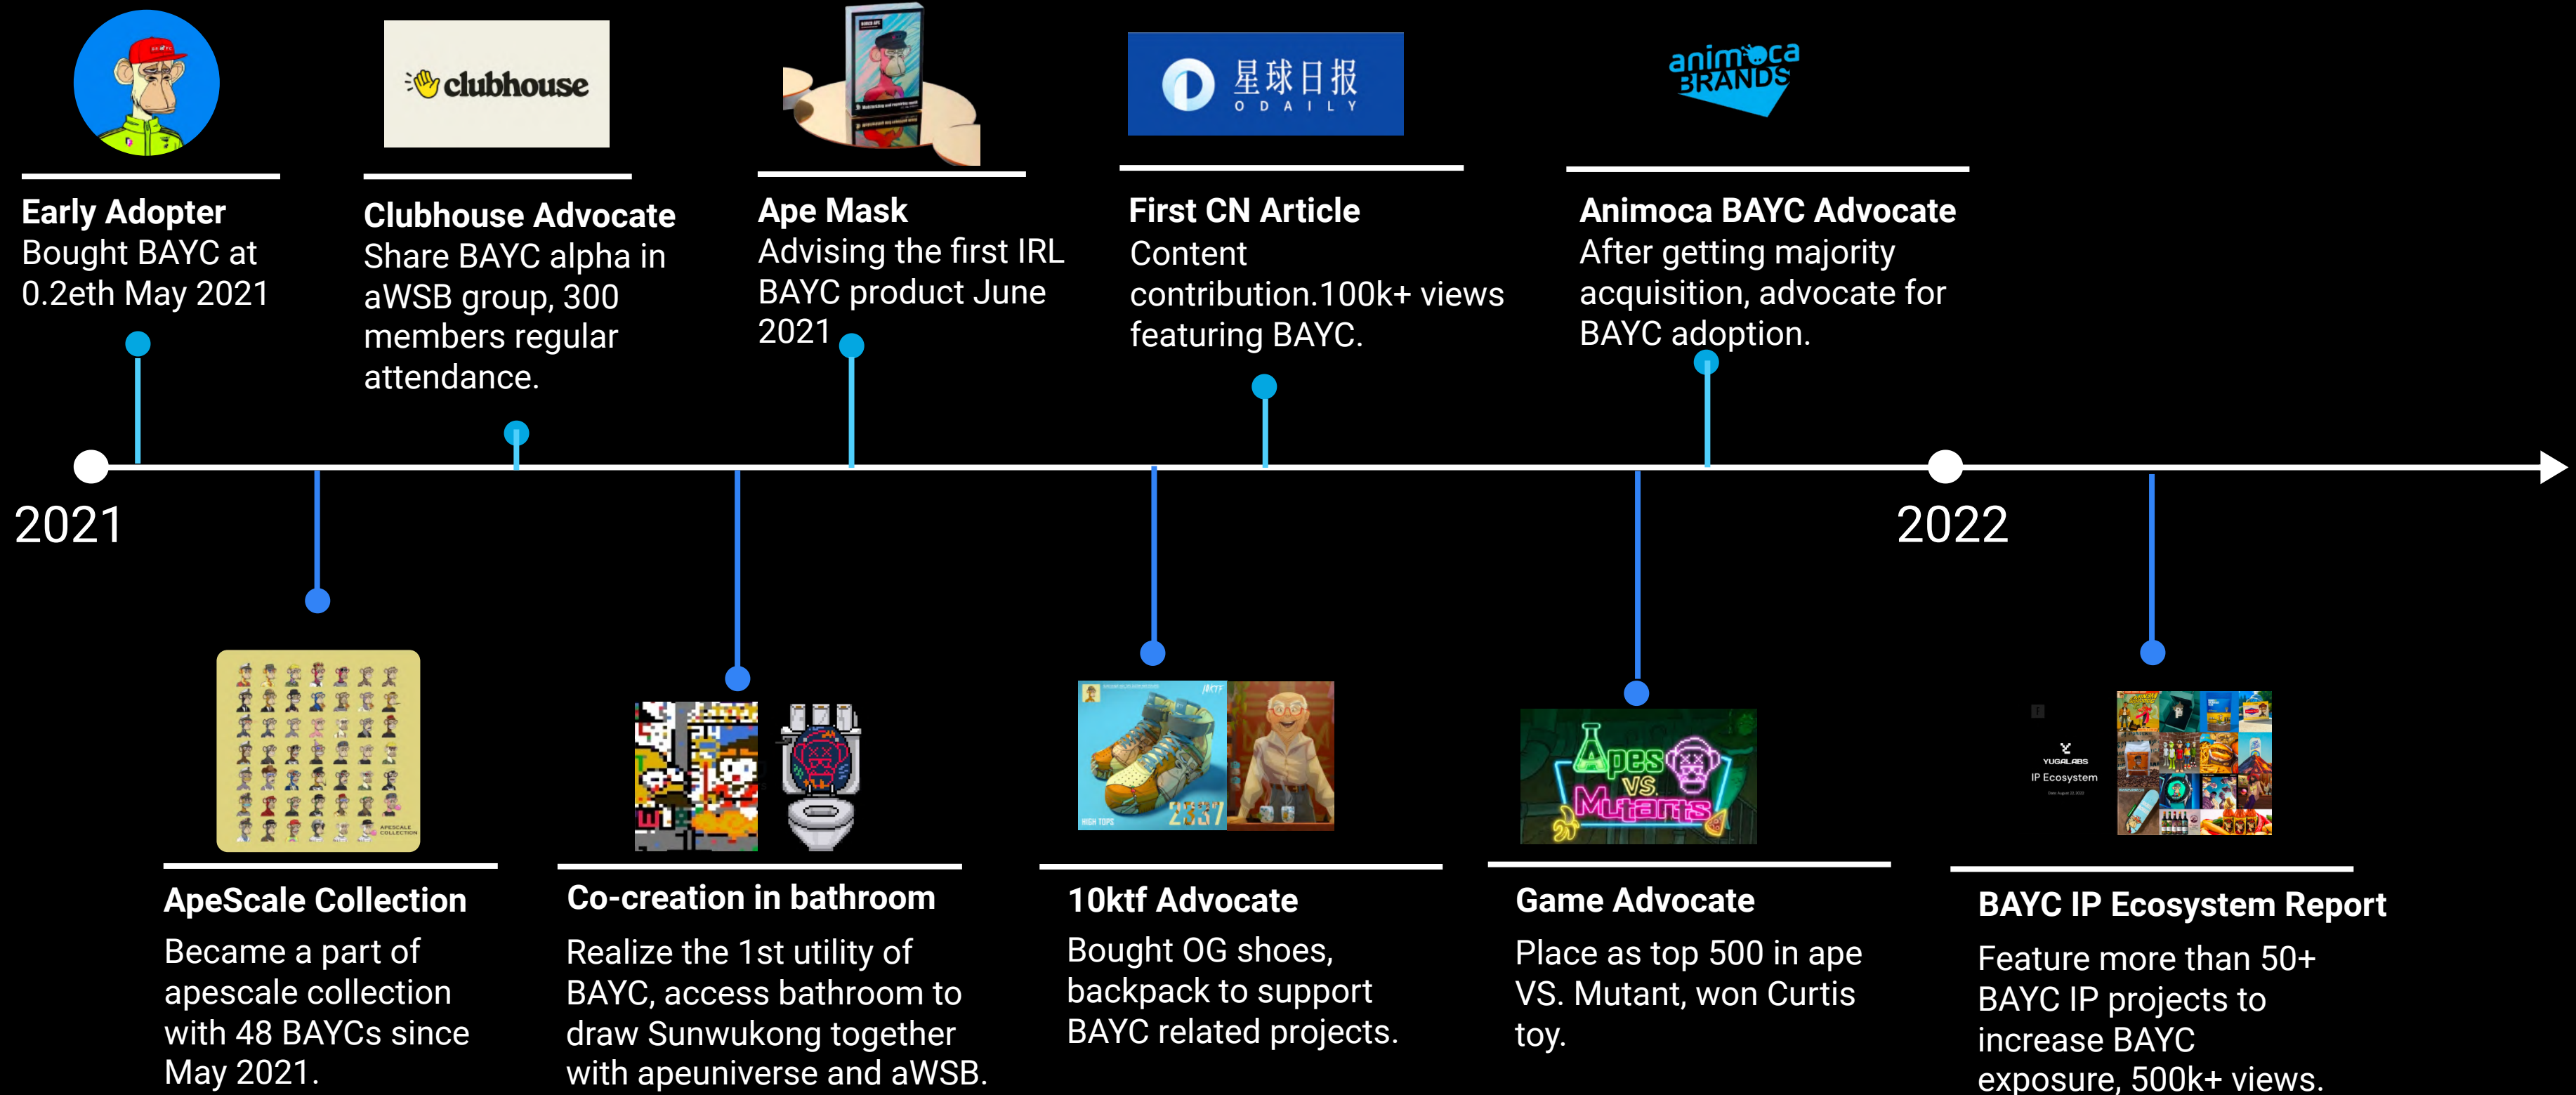 clubhouse
星球日报
ODAILY
animoca
BRANDS
Early Adopter
Bought BAYC at
0.2eth May 2021
Clubhouse Advocate
Share BAYC alpha in
aWSB group, 300
members regular
attendance.
Ape Mask
Advising the first IRL
BAYC product June
2021
First CN Article
Content
contribution.100k+ views
featuring BAYC.
Animoca BAYC Advocate
After getting majority
acquisition, advocate for
BAYC adoption.
2021
2022
APESCALE
COLLECTION
HIGH TOPS
Apes
VS.
Mutants
YUGALABS
IP Ecosystem
ApeScale Collection
Became a part of
apescale collection
with 48 BAYCs since
May 2021.
Co-creation in bathroom
Realize the 1st utility of
BAYC, access bathroom to
draw Sunwukong together
with apeuniverse and aWSB.
10ktf Advocate
Bought OG shoes,
backpack to support
BAYC related projects.
Game Advocate
Place as top 500 in ape
VS. Mutant, won Curtis
toy.
BAYC IP Ecosystem Report
Feature more than 50+
BAYC IP projects to
increase BAYC
exposure, 500k+ views.